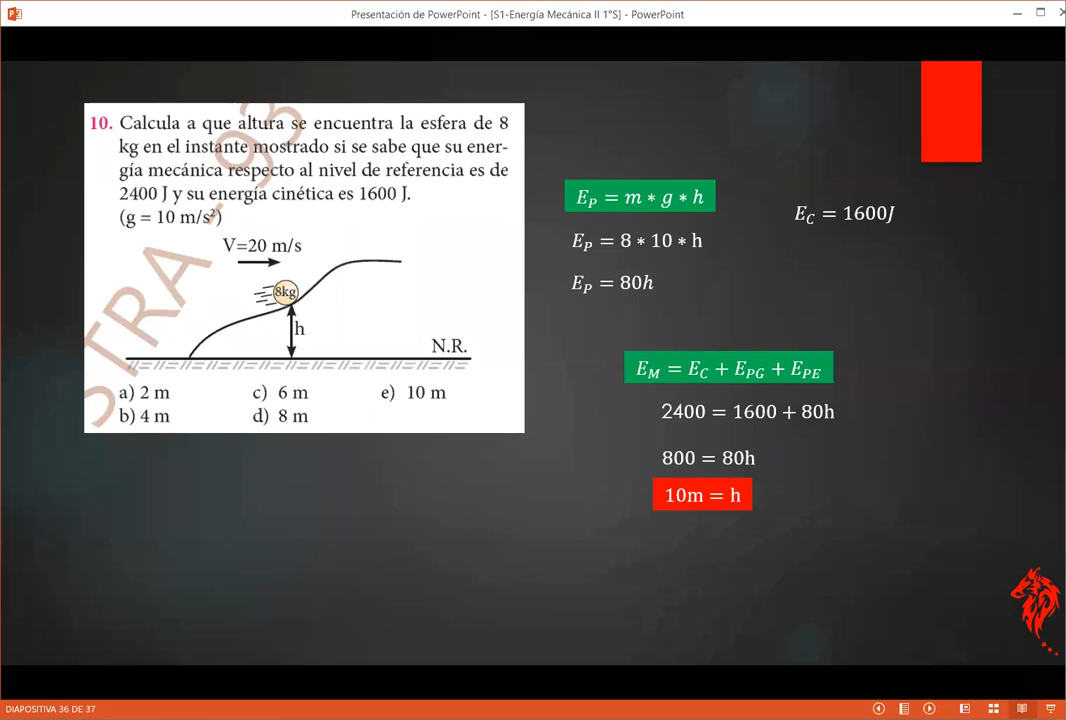 Presentación de PowerPoint - [S1-Energía Mecánica II 1°S] - PowerPoint
10. Calcula a que altura se encuentra la esfera de 8
kg en el instante mostrado si se sabe que su ener-
gía mecánica respecto al nivel de referencia es de
2400 J y su energía cinética es 1600 J.
(g = 10 m/s²)
V=20 m/s
8kg
h
N.R.
a) 2 m c) 6 m e) 10 m
b) 4 m d) 8 m
STRA - 93
E_P = m * g * h
E_P = 8 * 10 * h
E_P = 80h
E_C = 1600J
E_M = E_C + E_PG + E_PE
2400 = 1600 + 80h
800 = 80h
10m = h
DIAPOSITIVA 36 DE 37